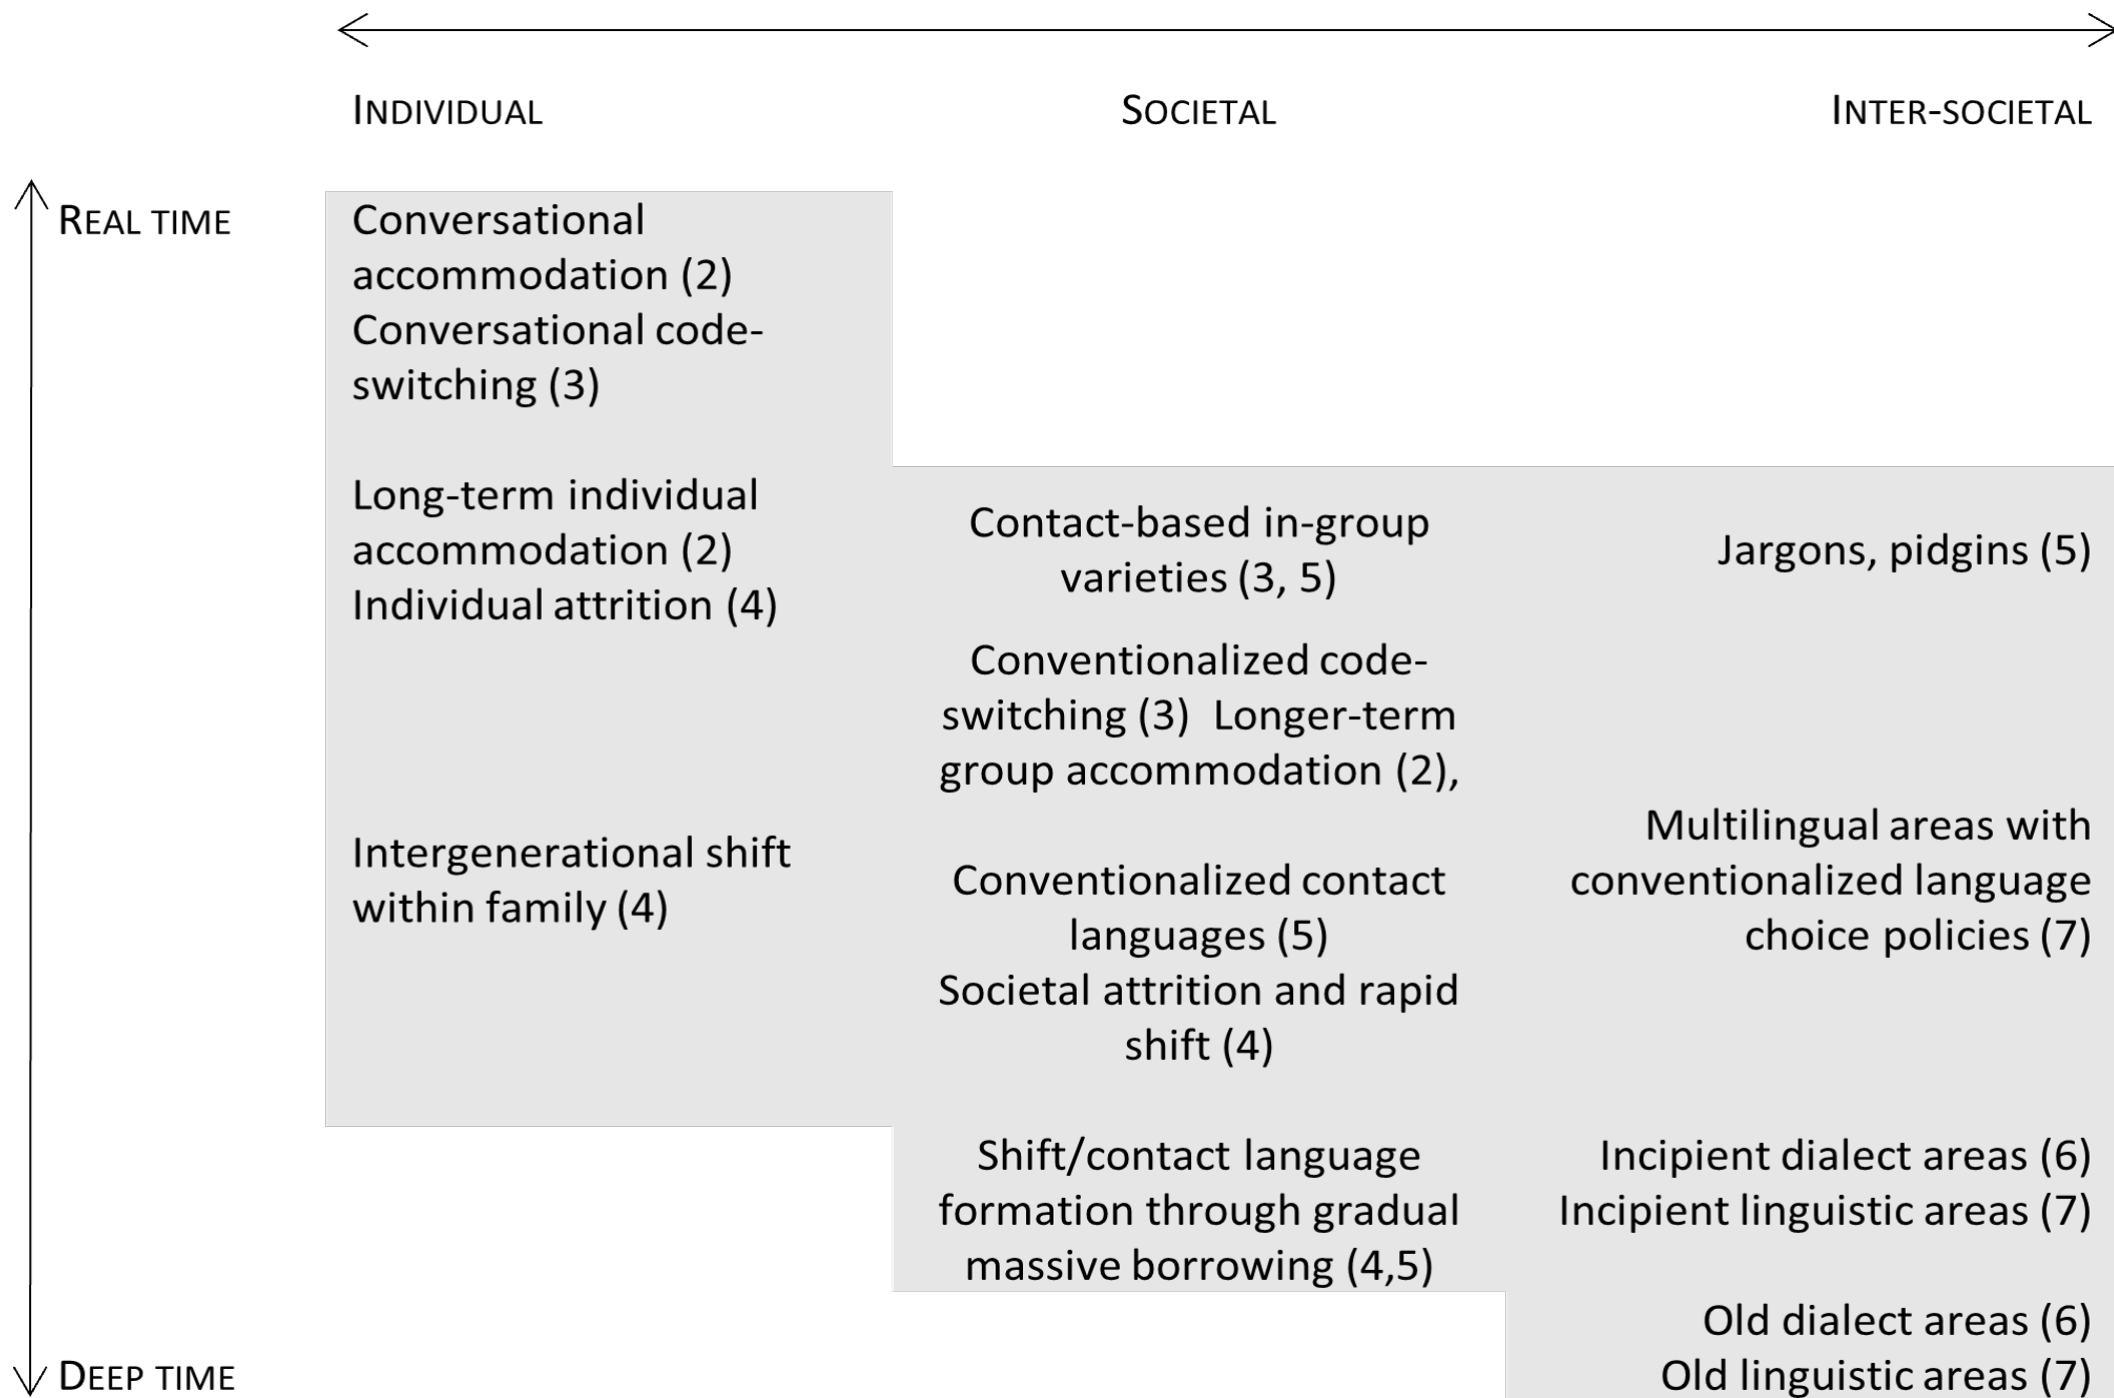 INDIVIDUAL
SOCIETAL
INTER-SOCIETAL
REAL TIME
Conversational
accommodation (2)
Conversational code-
switching (3)
Long-term individual
accommodation (2)
Individual attrition (4)
Intergenerational shift
within family (4)
Contact-based in-group
varieties (3, 5)
Conventionalized code-
switching (3)  Longer-term
group accommodation (2),
Conventionalized contact
languages (5)
Societal attrition and rapid
shift (4)
Shift/contact language
formation through gradual
massive borrowing (4,5)
Jargons, pidgins (5)
Multilingual areas with
conventionalized language
choice policies (7)
Incipient dialect areas (6)
Incipient linguistic areas (7)
Old dialect areas (6)
Old linguistic areas (7)
DEEP TIME